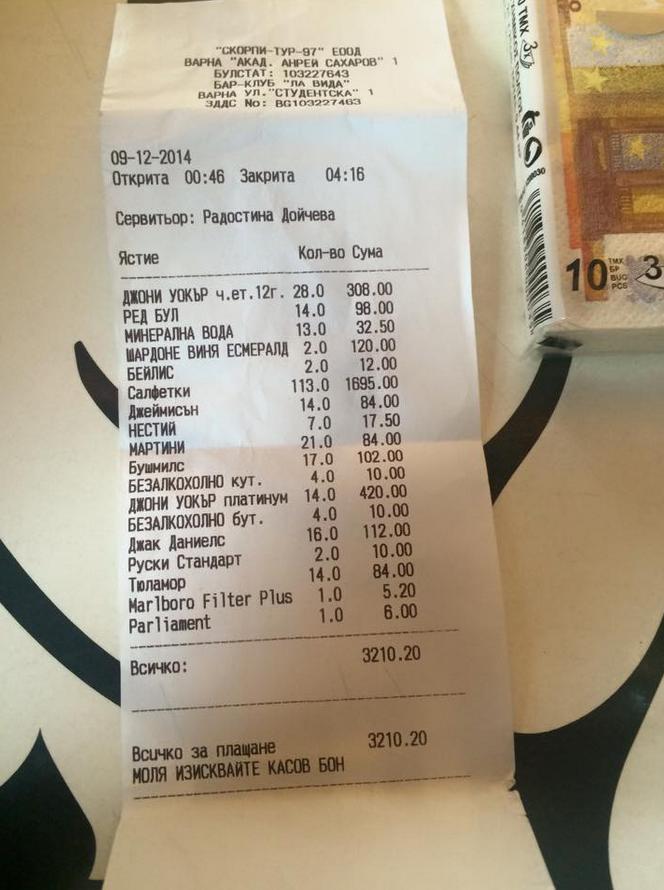 "СКОРПИ-ТУР-97" ЕООД
ВАРНА "АКАД. АНРЕЙ САХАРОВ" 1
БУЛСТАТ: 103227643
БАР-КЛУБ "ЛА ВИДА"
ВАРНА УЛ."СТУДЕНТСКА" 1
ЗДДС No: BG103227463
09-12-2014
Открита 00:46 Закрита 04:16
Сервитьор: Радостина Дойчева
Ястие Кол-во Сума
ДЖОНИ УОКЪР ч.ет.12г. 28.0 308.00
РЕД БУЛ 14.0 98.00
МИНЕРАЛНА ВОДА 13.0 32.50
ШАРДОНЕ ВИНЯ ЕСМЕРАЛД 2.0 120.00
БЕЙЛИС 2.0 12.00
Салфетки 113.0 1695.00
Джеймисън 14.0 84.00
НЕСТИЙ 7.0 17.50
МАРТИНИ 21.0 84.00
Бушмилс 17.0 102.00
БЕЗАЛКОХОЛНО кут. 4.0 10.00
ДЖОНИ УОКЪР платинум 14.0 420.00
БЕЗАЛКОХОЛНО бут. 4.0 10.00
Джак Даниелс 16.0 112.00
Руски Стандарт 2.0 10.00
Тюламор 14.0 84.00
Marlboro Filter Plus 1.0 5.20
Parliament 1.0 6.00
Всичко: 3210.20
Всичко за плащане 3210.20
МОЛЯ ИЗИСКВАЙТЕ КАСОВ БОН
10 ТМХ БР BUC PCS 3